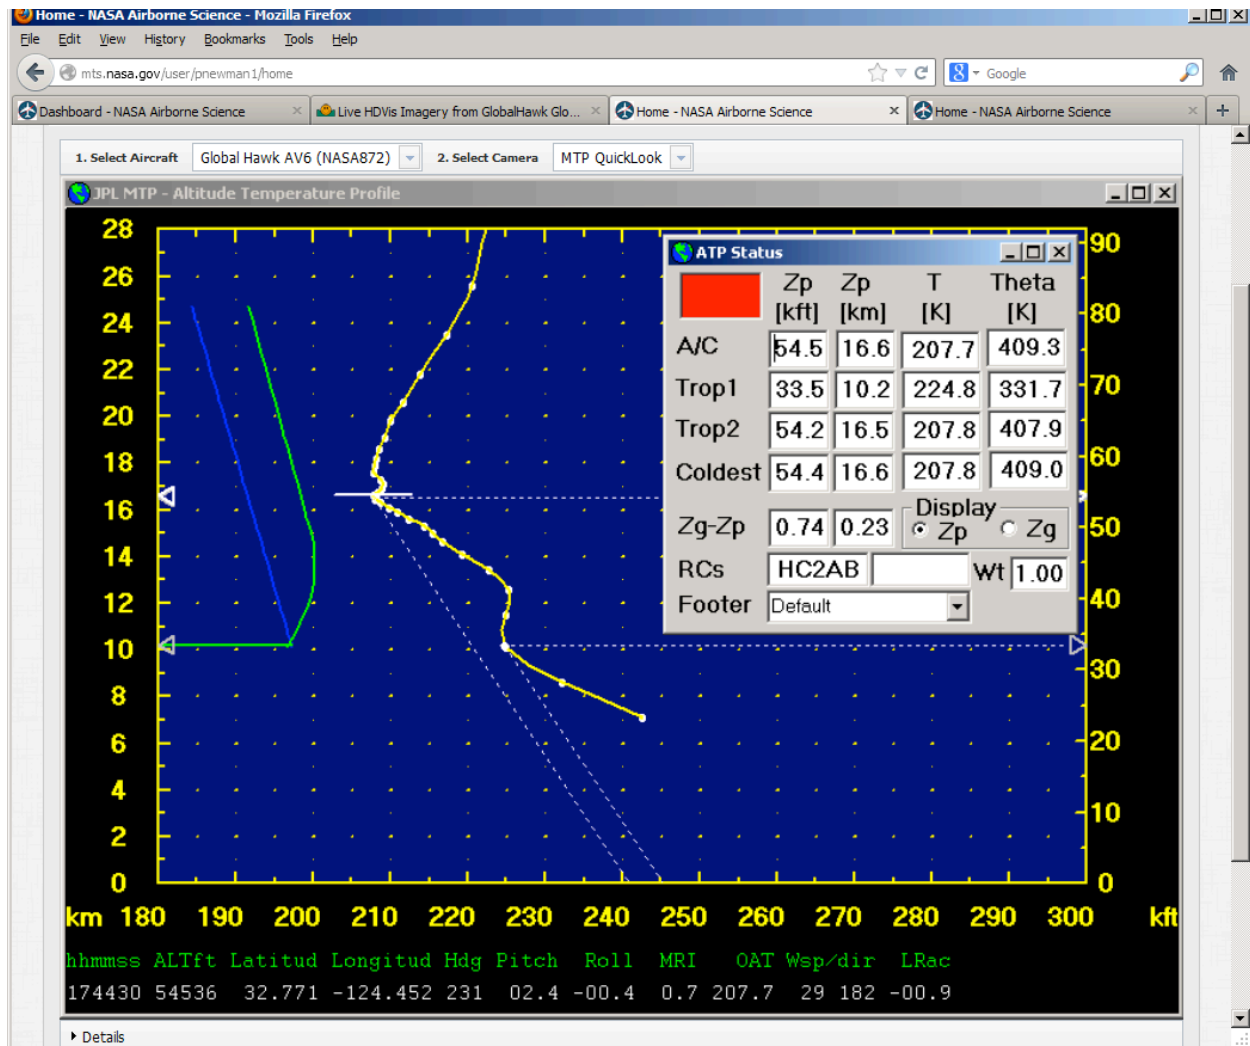 Home - NASA Airborne Science - Mozilla Firefox
File Edit View History Bookmarks Tools Help
mts.nasa.gov/user/pnewman1/home Google
Dashboard - NASA Airborne Science Live HDVis Imagery from GlobalHawk Glo... Home - NASA Airborne Science Home - NASA Airborne Science
1. Select Aircraft Global Hawk AV6 (NASA872) 2. Select Camera MTP QuickLook
JPL MTP - Altitude Temperature Profile
28 90
26
24 80
22
20 70
18 60
16
14 50
12 40
10
8 30
6 20
4
2 10
0 0
km 180 190 200 210 220 230 240 250 260 270 280 290 300 kft
ATP Status
Zp Zp T Theta
[kft] [km] [K] [K]
A/C 54.5 16.6 207.7 409.3
Trop1 33.5 10.2 224.8 331.7
Trop2 54.2 16.5 207.8 407.9
Coldest 54.4 16.6 207.8 409.0
Display
Zg-Zp 0.74 0.23 Zp Zg
RCs HC2AB Wt 1.00
Footer Default
hhmmss ALTft Latitud Longitud Hdg Pitch Roll MRI OAT Wsp/dir LRac
174430 54536 32.771 -124.452 231 02.4 -00.4 0.7 207.7 29 182 -00.9
Details